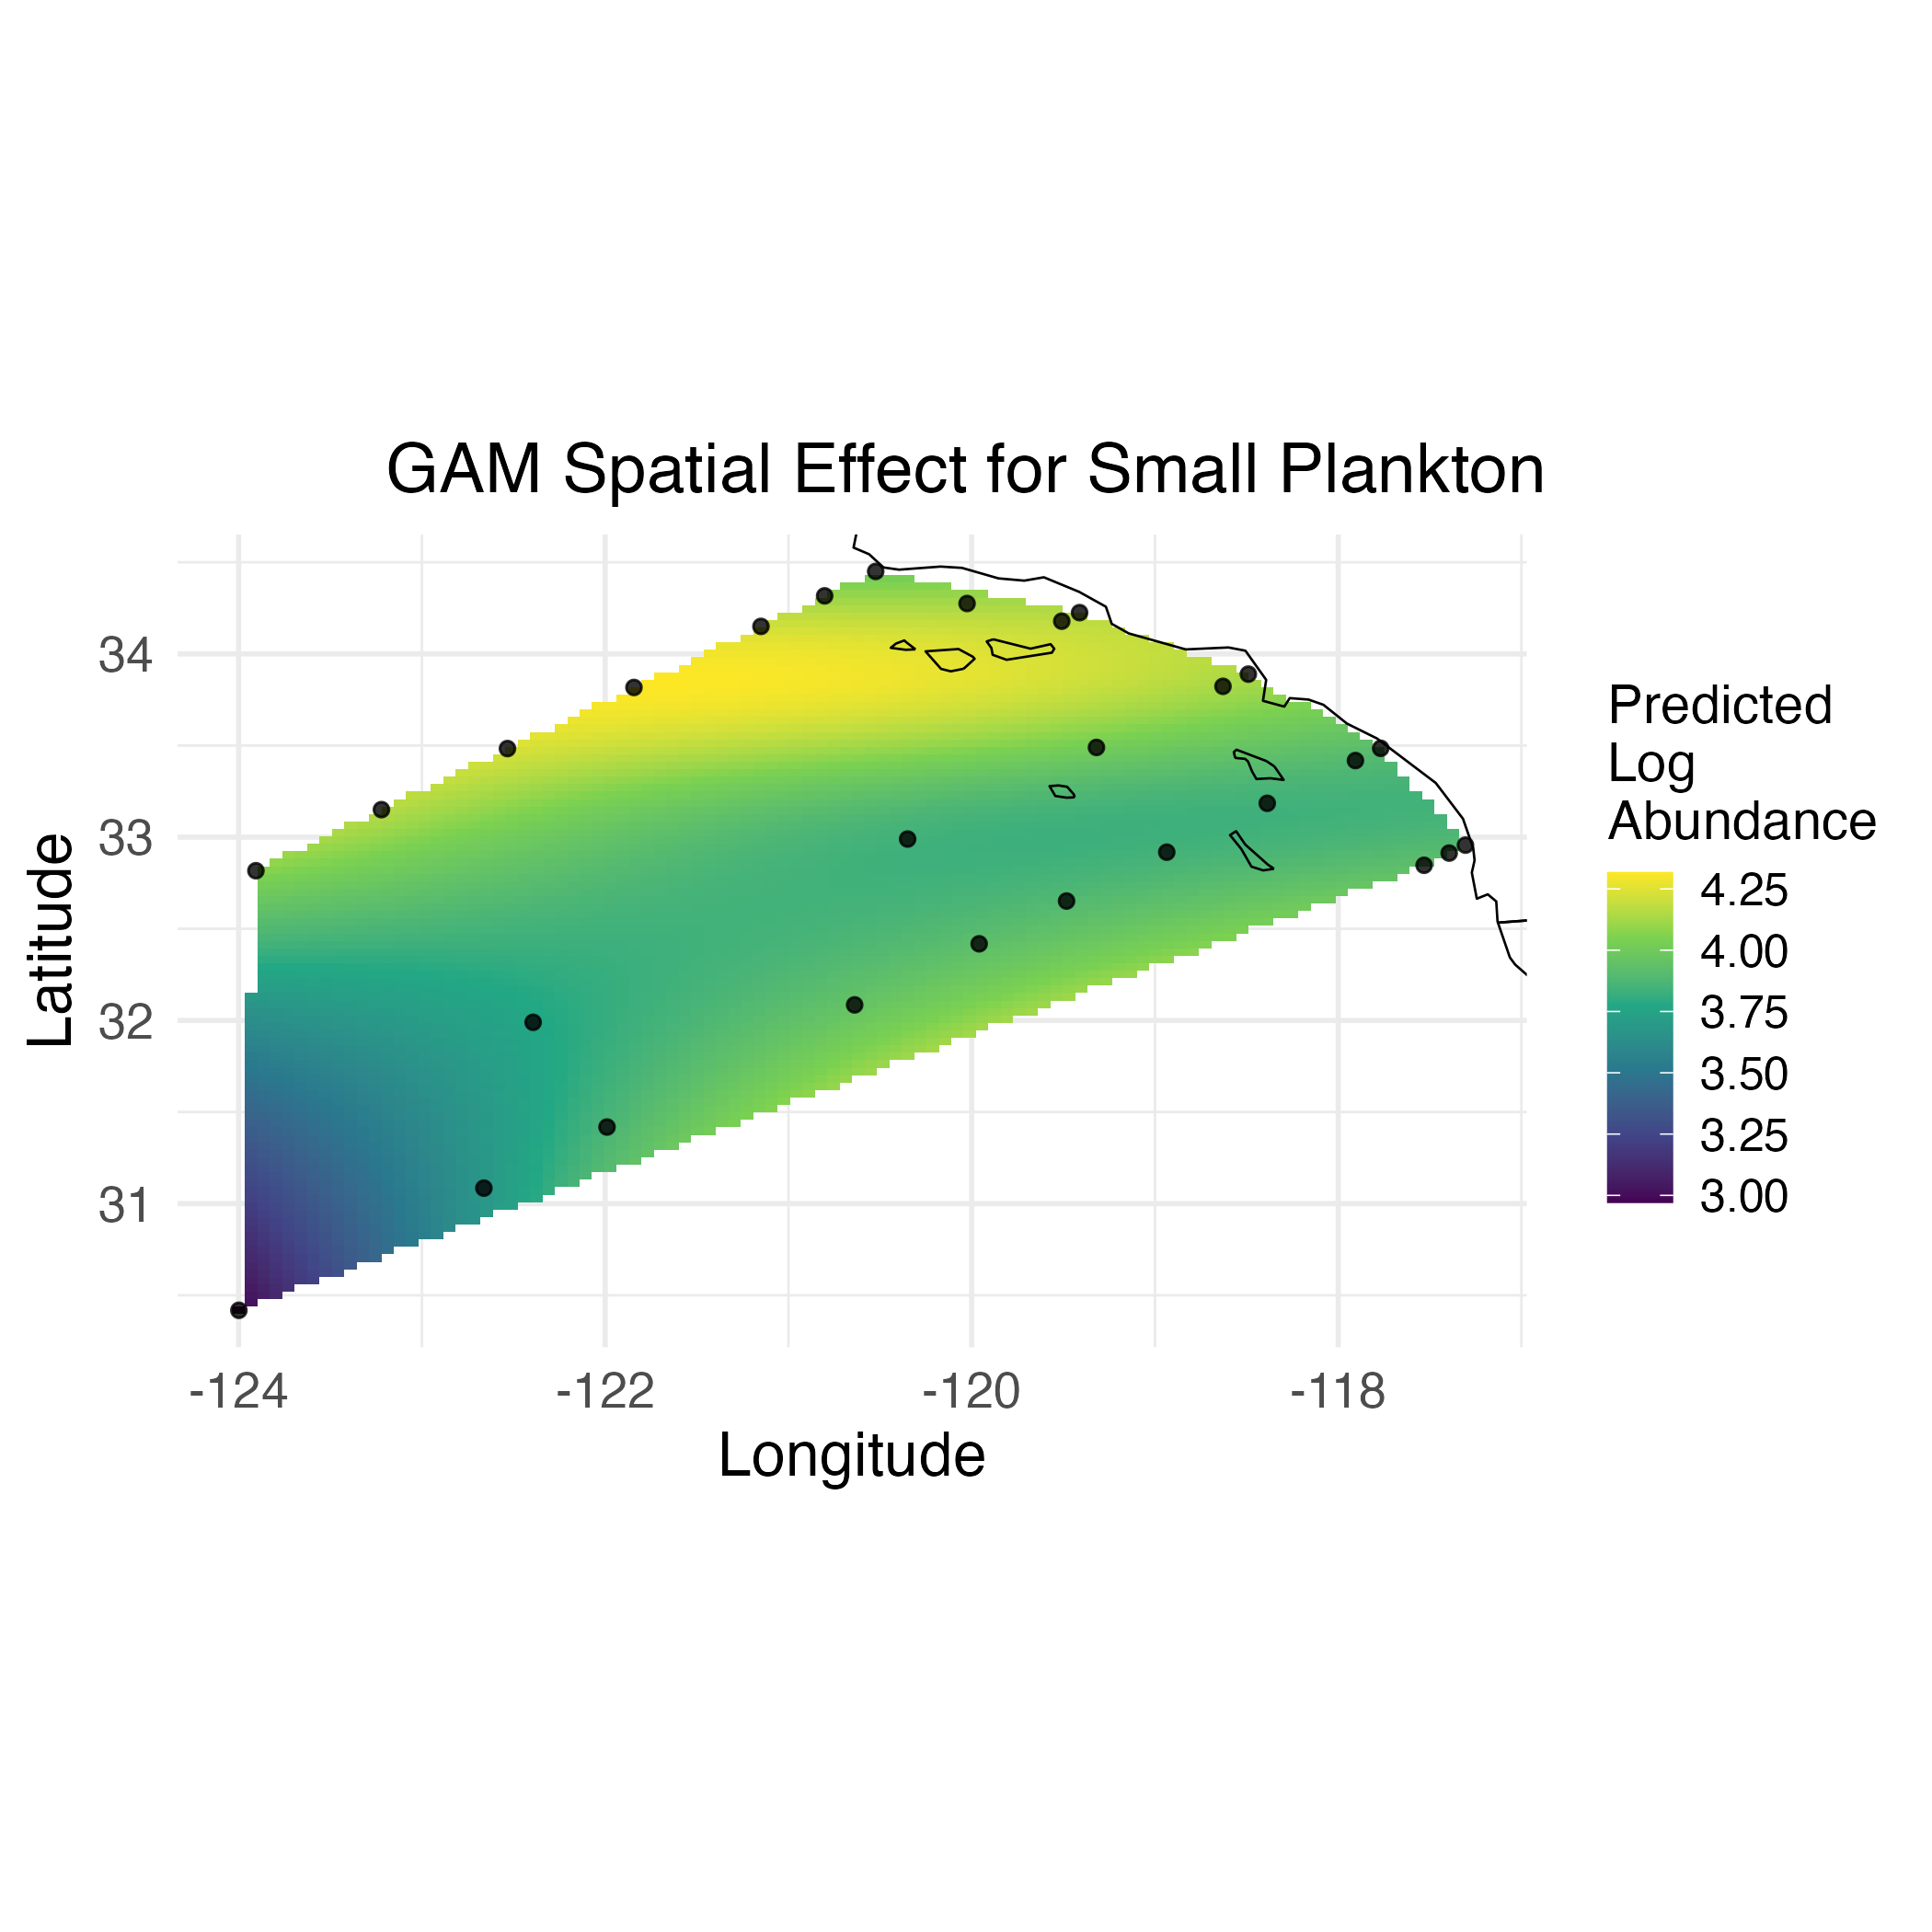 GAM Spatial Effect for Small Plankton
Latitude
34
33
32
31
-124
-122
-120
-118
Longitude
Predicted
Log
Abundance
4.25
4.00
3.75
3.50
3.25
3.00